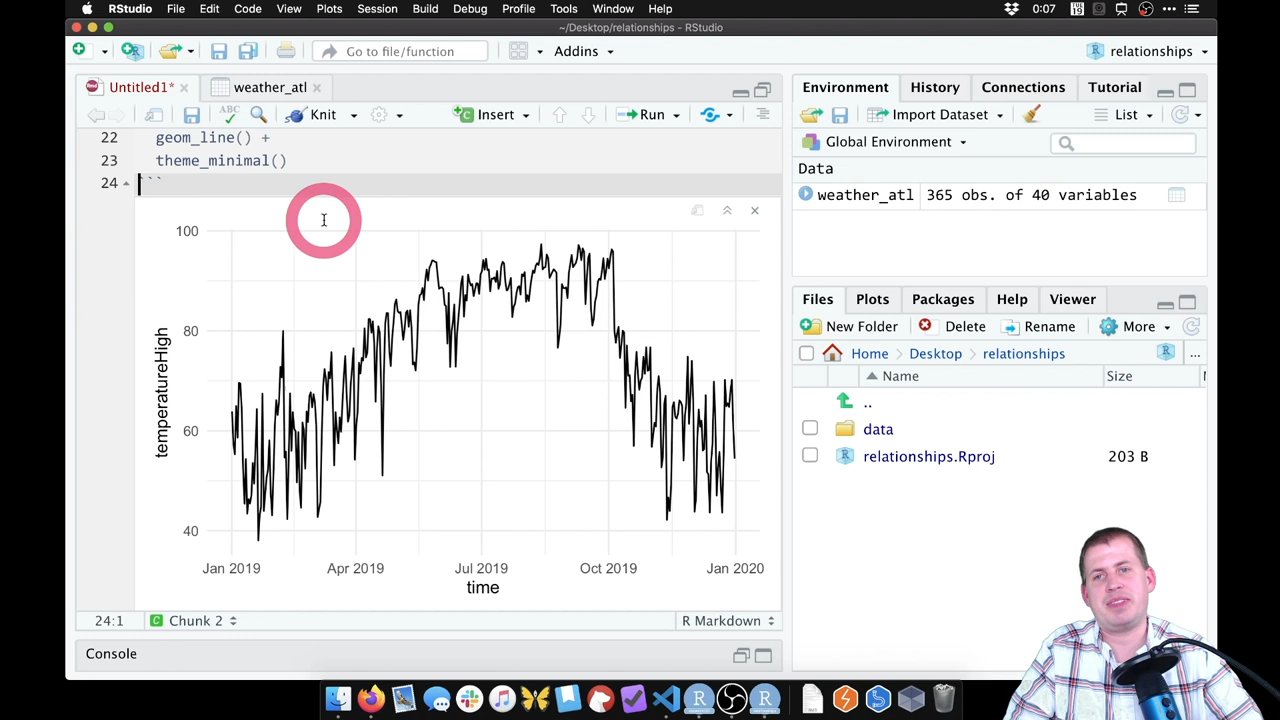 RStudio File Edit Code View Plots Session Build Debug Profile Tools Window Help 0:07 TUE 19
~/Desktop/relationships - RStudio
Go to file/function Addins relationships
Untitled1* weather_atl
ABC Knit Insert Run
22 geom_line() +
23 theme_minimal()
24 ```
100
80
60
40
temperatureHigh
Jan 2019 Apr 2019 Jul 2019 Oct 2019 Jan 2020
time
24:1 Chunk 2 R Markdown
Console
Environment History Connections Tutorial
Import Dataset List
Global Environment
Data
weather_atl 365 obs. of 40 variables
Files Plots Packages Help Viewer
New Folder Delete Rename More
Home Desktop relationships ...
Name Size
..
data
relationships.Rproj 203 B